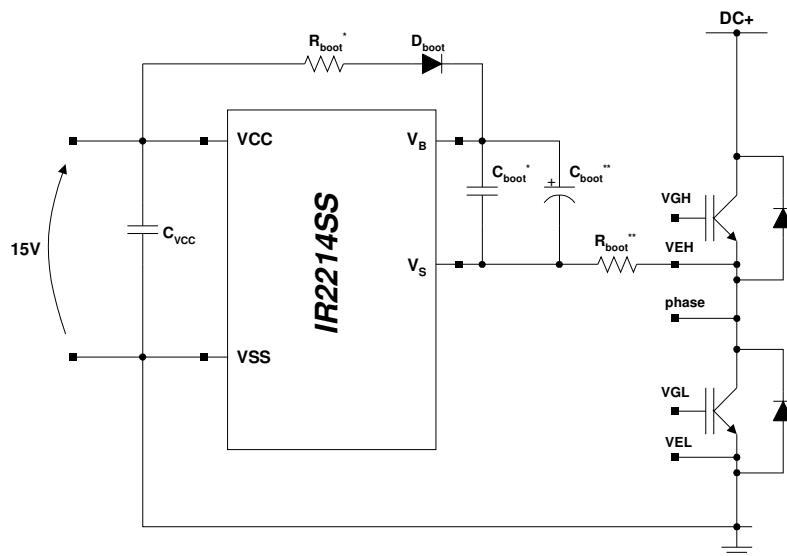 DC+
R_boot* D_boot
VCC V_B
C_boot* C_boot**
VGH
15V C_VCC IR2214SS R_boot** VEH
V_S
phase
VSS
VGL
VEL